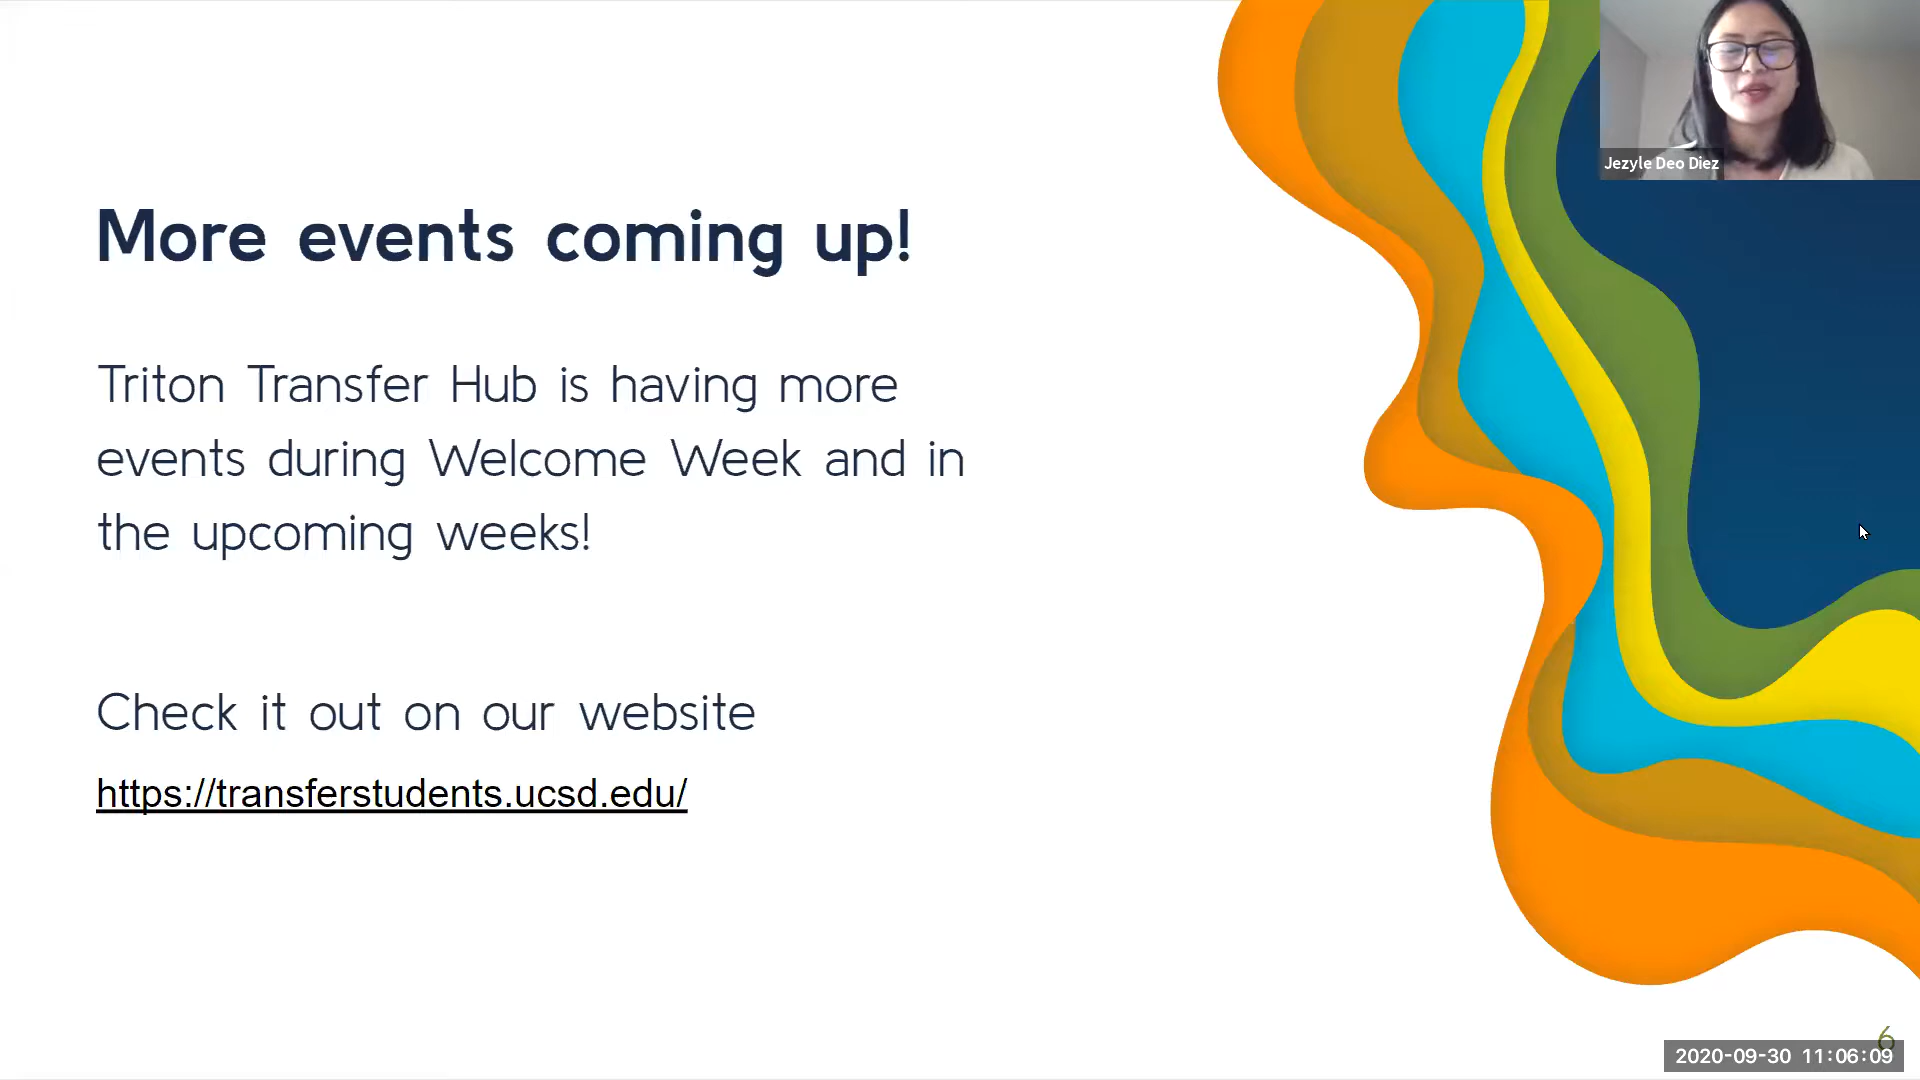 Jezyle Deo Diez
More events coming up!
Triton Transfer Hub is having more
events during Welcome Week and in
the upcoming weeks!
Check it out on our website
https://transferstudents.ucsd.edu/
6
2020-09-30 11:06:09